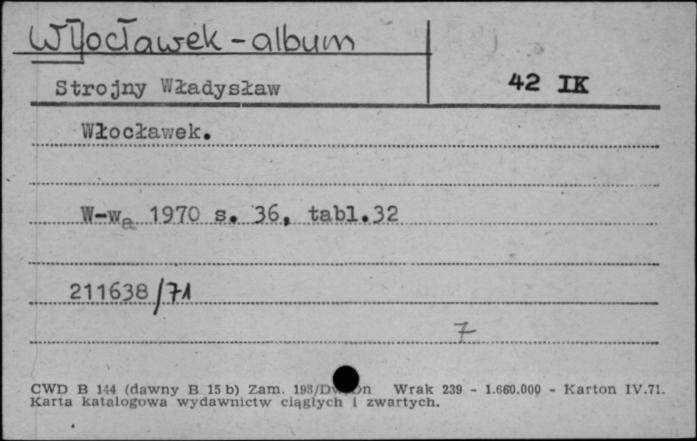 Włocławek - album
Strojny Władysław
42 IK
Włocławek.
W-wa 1970 s. 36, tabl.32
211638/71
7
CWD B 144 (dawny B 15 b) Zam. 198/ Wrak 239 - 1.660.000 - Karton IV.71.
Karta katalogowa wydawnictw ciągłych i zwartych.